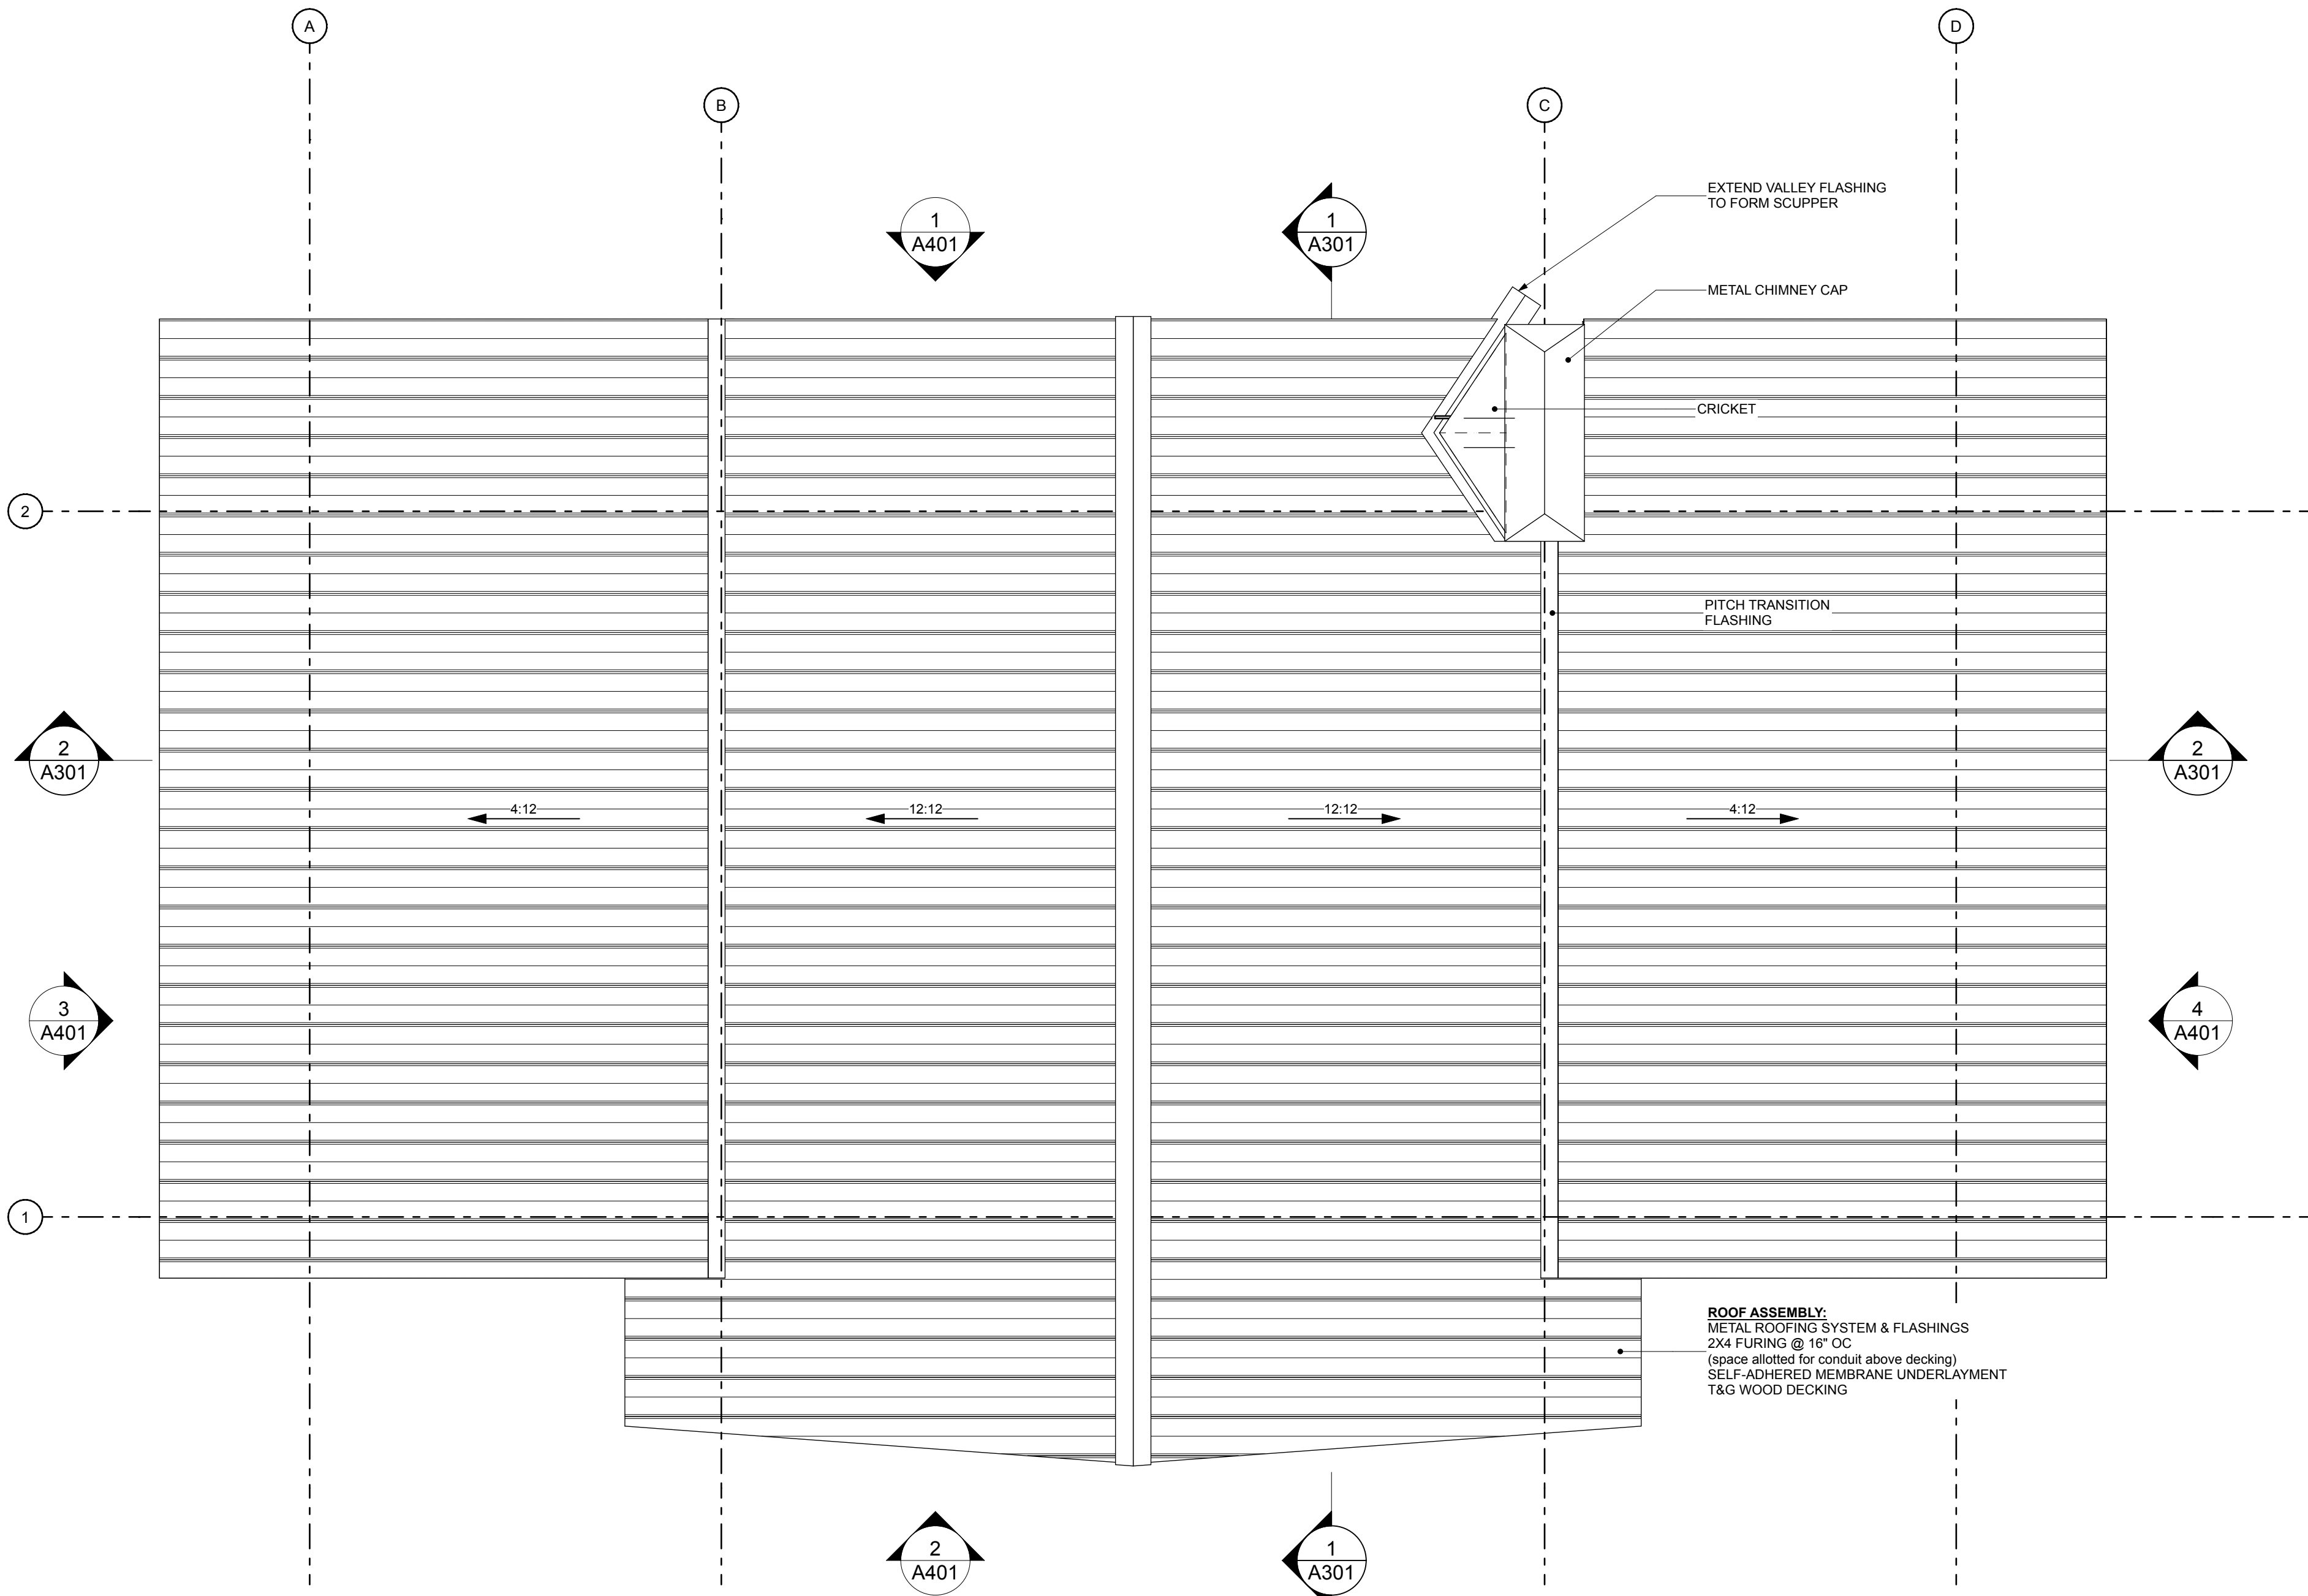 A
D
B
C
EXTEND VALLEY FLASHING
TO FORM SCUPPER
1
A401
1
A301
METAL CHIMNEY CAP
CRICKET
2
PITCH TRANSITION
FLASHING
2
A301
2
A301
4:12
12:12
12:12
4:12
3
A401
4
A401
1
ROOF ASSEMBLY:
METAL ROOFING SYSTEM & FLASHINGS
2X4 FURING @ 16" OC
(space allotted for conduit above decking)
SELF-ADHERED MEMBRANE UNDERLAYMENT
T&G WOOD DECKING
2
A401
1
A301